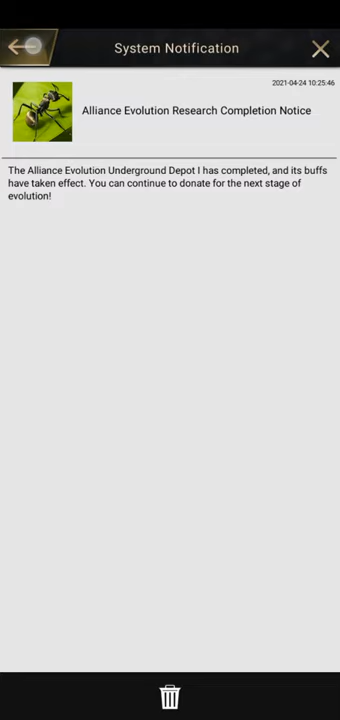 System Notification
2021-04-24 10:25:46
Alliance Evolution Research Completion Notice
The Alliance Evolution Underground Depot I has completed, and its buffs
have taken effect. You can continue to donate for the next stage of
evolution!